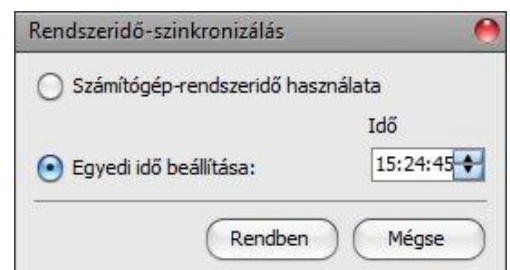 Rendszeridő-szinkronizálás
Számítógép-rendszeridő használata
Idő
Egyedi idő beállítása:
15:24:45
Rendben
Mégse